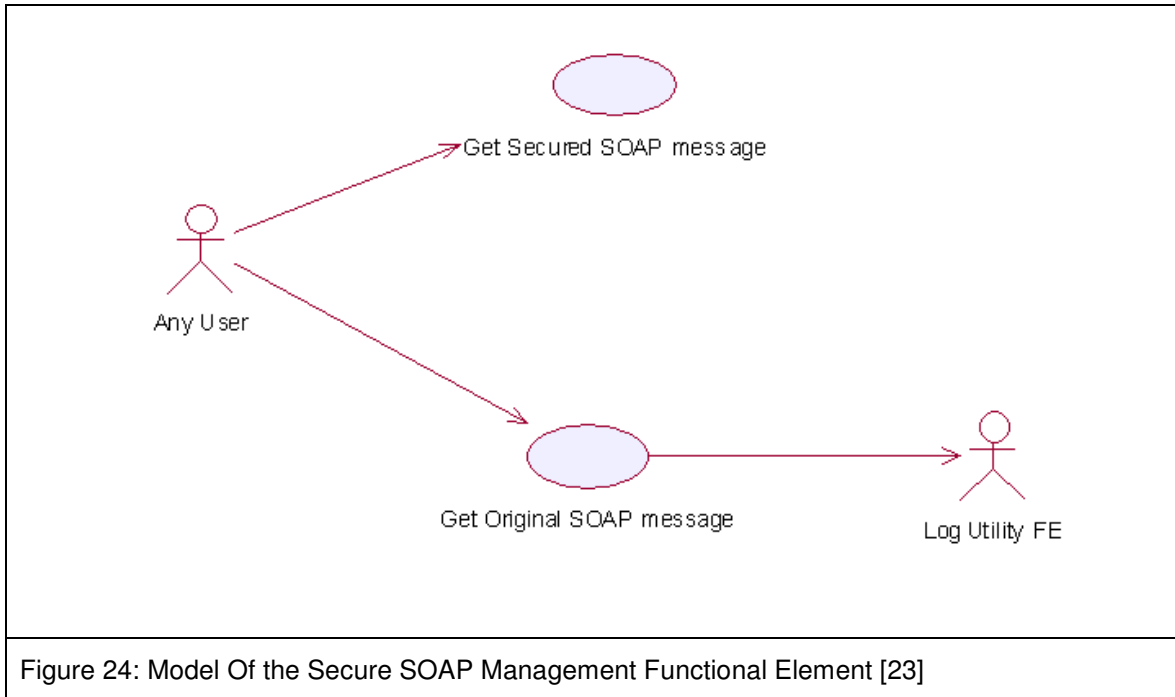 Get Secured SOAP message
Any User
Get Original SOAP message
Log Utility FE
Figure 24: Model Of the Secure SOAP Management Functional Element [23]